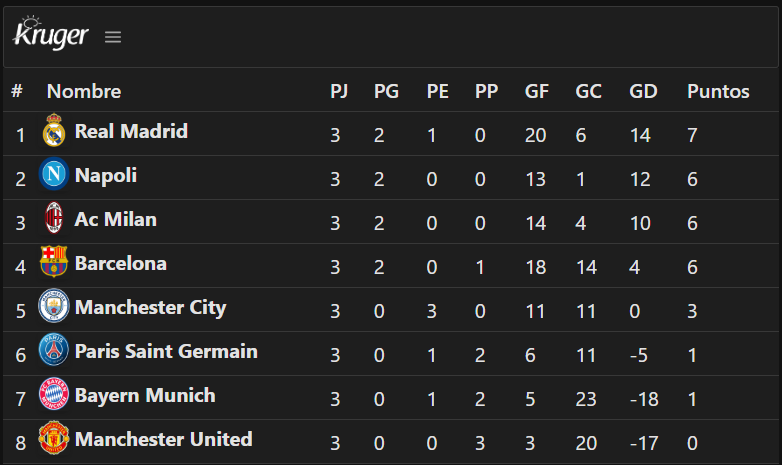 Kruger
# Nombre PJ PG PE PP GF GC GD Puntos
1 Real Madrid 3 2 1 0 20 6 14 7
2 N Napoli 3 2 0 0 13 1 12 6
3 Ac Milan 3 2 0 0 14 4 10 6
4 Barcelona 3 2 0 1 18 14 4 6
5 Manchester City 3 0 3 0 11 11 0 3
6 PARIS Paris Saint Germain 3 0 1 2 6 11 -5 1
7 Bayern Munich 3 0 1 2 5 23 -18 1
8 Manchester United 3 0 0 3 3 20 -17 0